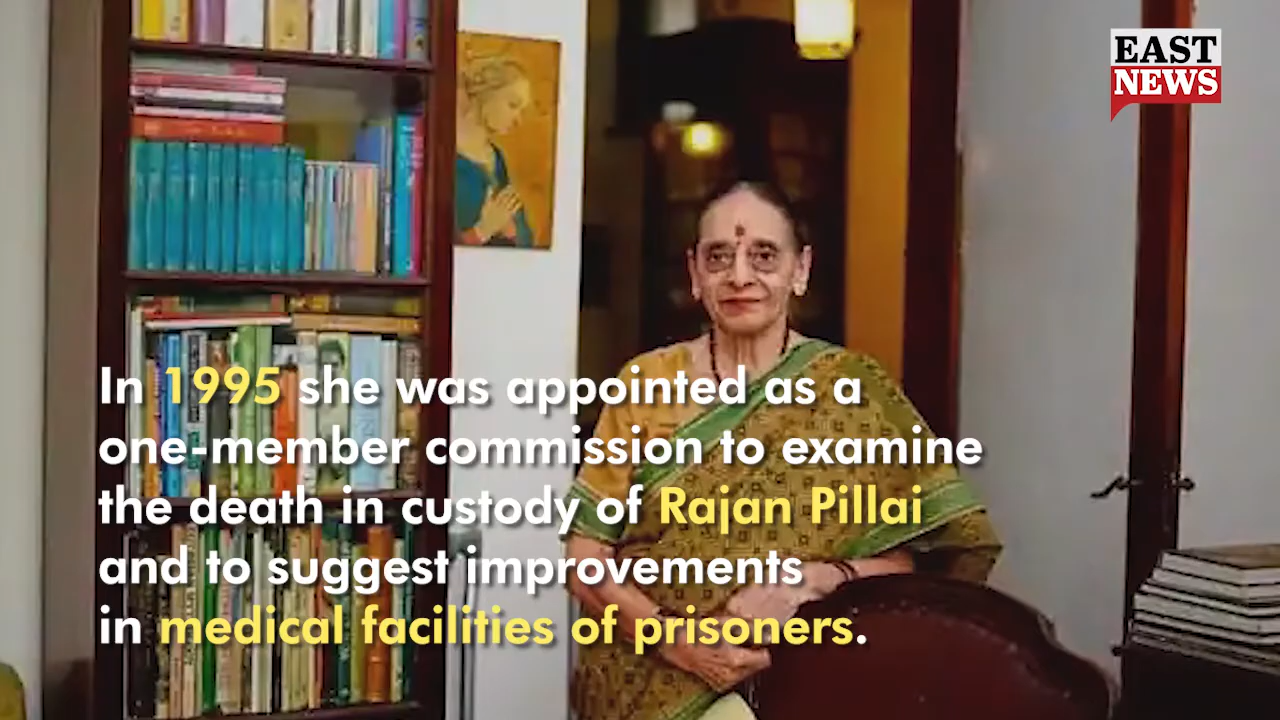 EAST
NEWS
In 1995 she was appointed as a
one-member commission to examine
the death in custody of Rajan Pillai
and to suggest improvements
in medical facilities of prisoners.